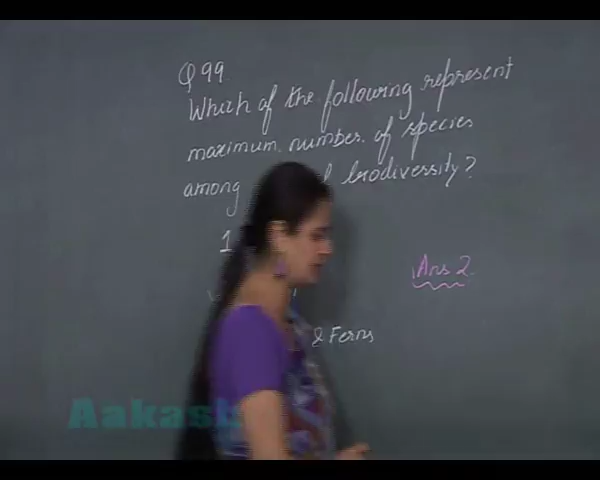 Q 99.
Which of the following represent
maximum number of species
among biodiversity?
1
Ans 2.
& Ferns
Aakash